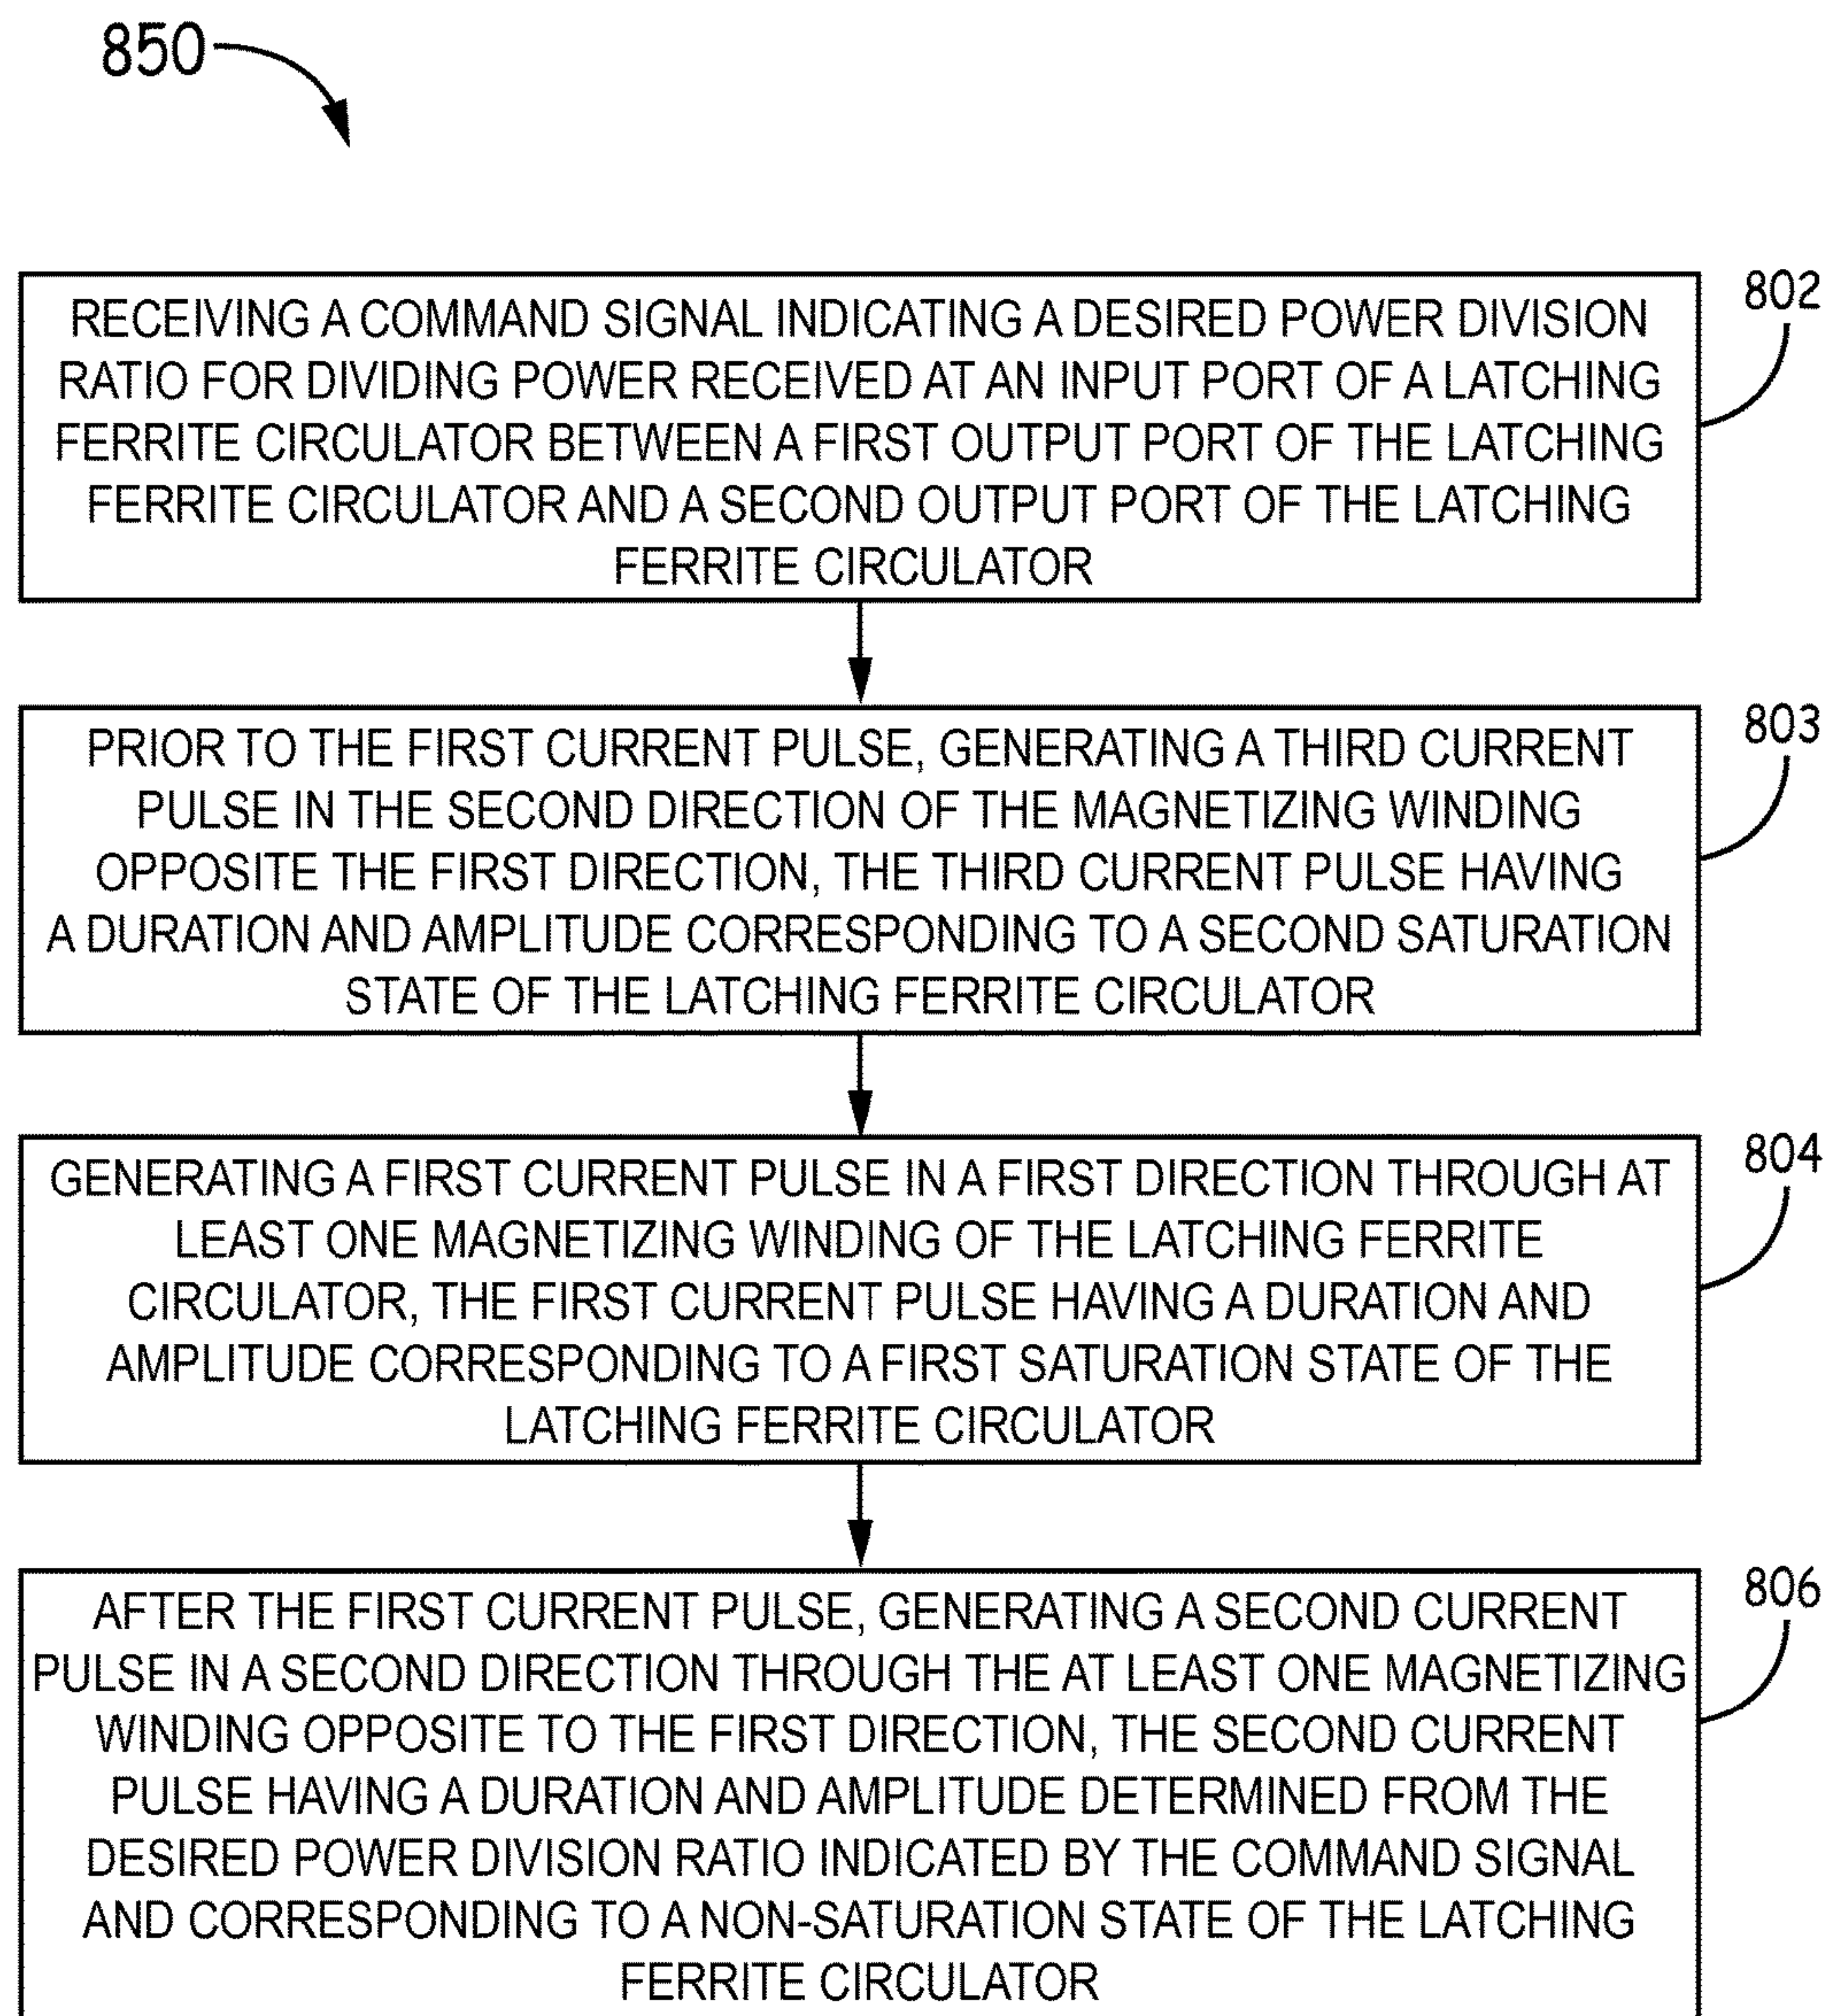 850
802
RECEIVING A COMMAND SIGNAL INDICATING A DESIRED POWER DIVISION
RATIO FOR DIVIDING POWER RECEIVED AT AN INPUT PORT OF A LATCHING
FERRITE CIRCULATOR BETWEEN A FIRST OUTPUT PORT OF THE LATCHING
FERRITE CIRCULATOR AND A SECOND OUTPUT PORT OF THE LATCHING
FERRITE CIRCULATOR
803
PRIOR TO THE FIRST CURRENT PULSE, GENERATING A THIRD CURRENT
PULSE IN THE SECOND DIRECTION OF THE MAGNETIZING WINDING
OPPOSITE THE FIRST DIRECTION, THE THIRD CURRENT PULSE HAVING
A DURATION AND AMPLITUDE CORRESPONDING TO A SECOND SATURATION
STATE OF THE LATCHING FERRITE CIRCULATOR
804
GENERATING A FIRST CURRENT PULSE IN A FIRST DIRECTION THROUGH AT
LEAST ONE MAGNETIZING WINDING OF THE LATCHING FERRITE
CIRCULATOR, THE FIRST CURRENT PULSE HAVING A DURATION AND
AMPLITUDE CORRESPONDING TO A FIRST SATURATION STATE OF THE
LATCHING FERRITE CIRCULATOR
806
AFTER THE FIRST CURRENT PULSE, GENERATING A SECOND CURRENT
PULSE IN A SECOND DIRECTION THROUGH THE AT LEAST ONE MAGNETIZING
WINDING OPPOSITE TO THE FIRST DIRECTION, THE SECOND CURRENT
PULSE HAVING A DURATION AND AMPLITUDE DETERMINED FROM THE
DESIRED POWER DIVISION RATIO INDICATED BY THE COMMAND SIGNAL
AND CORRESPONDING TO A NON-SATURATION STATE OF THE LATCHING
FERRITE CIRCULATOR